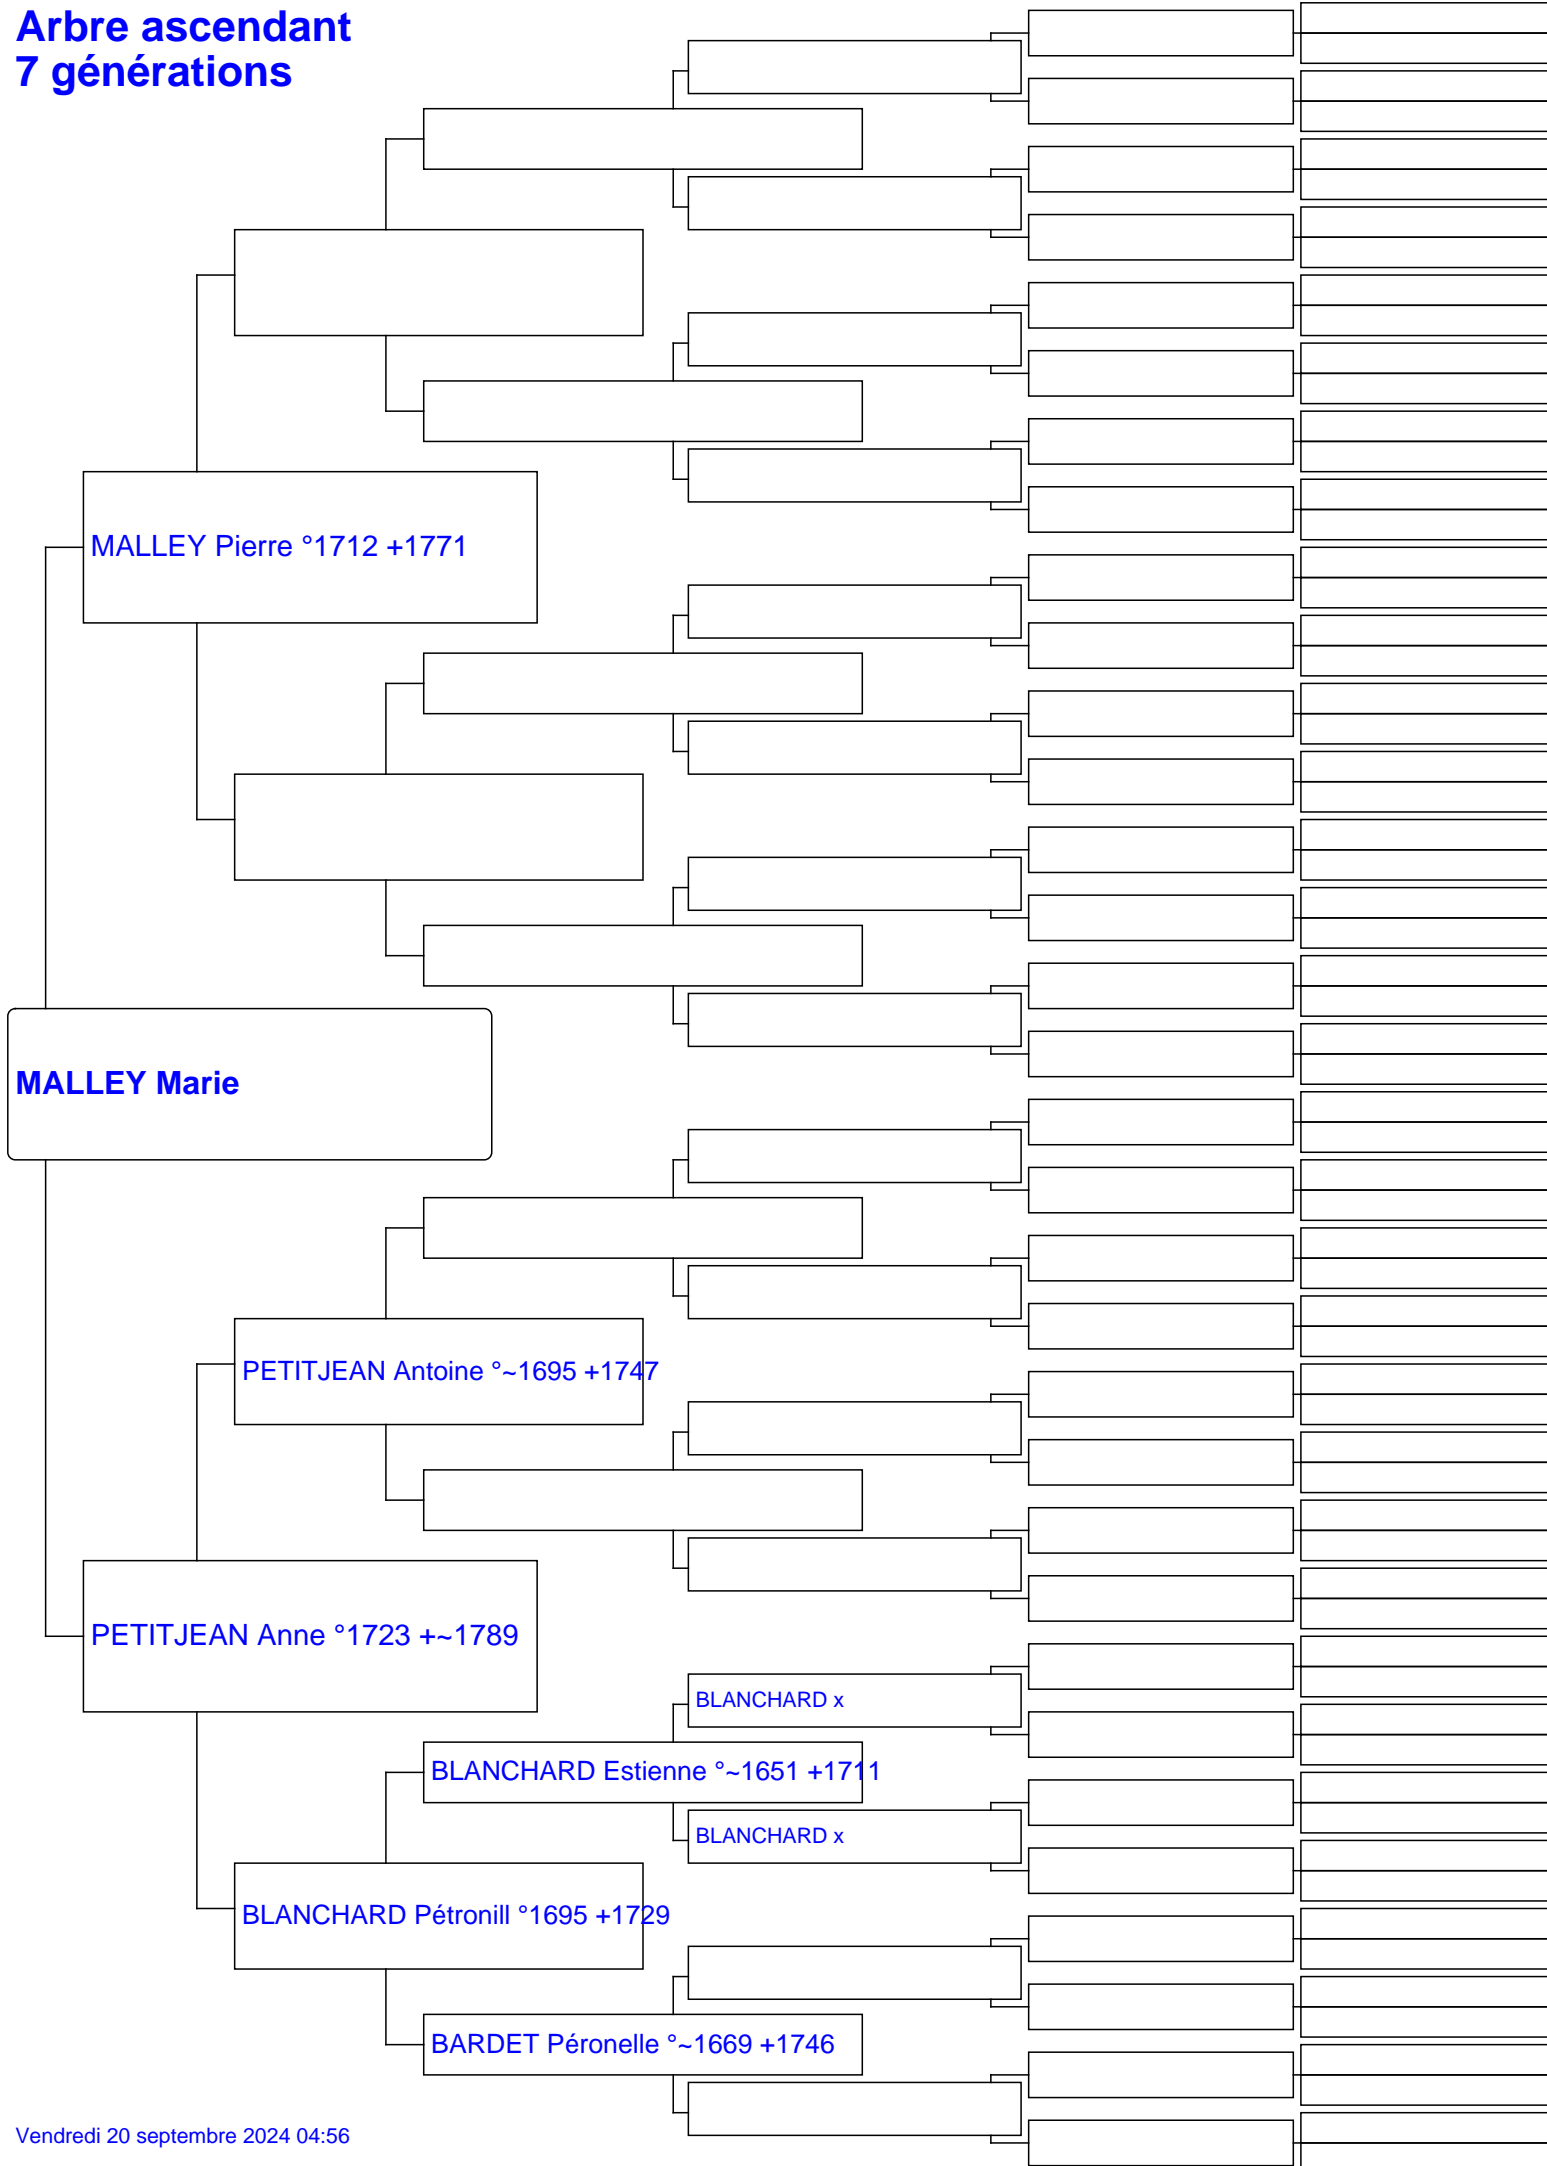 Arbre ascendant
7 générations
MALLEY Pierre °1712 +1771
MALLEY Marie
PETITJEAN Antoine °~1695 +1747
PETITJEAN Anne °1723 +~1789
BLANCHARD x
BLANCHARD Estienne °~1651 +1711
BLANCHARD x
BLANCHARD Pétronill °1695 +1729
BARDET Péronelle °~1669 +1746
Vendredi 20 septembre 2024 04:56